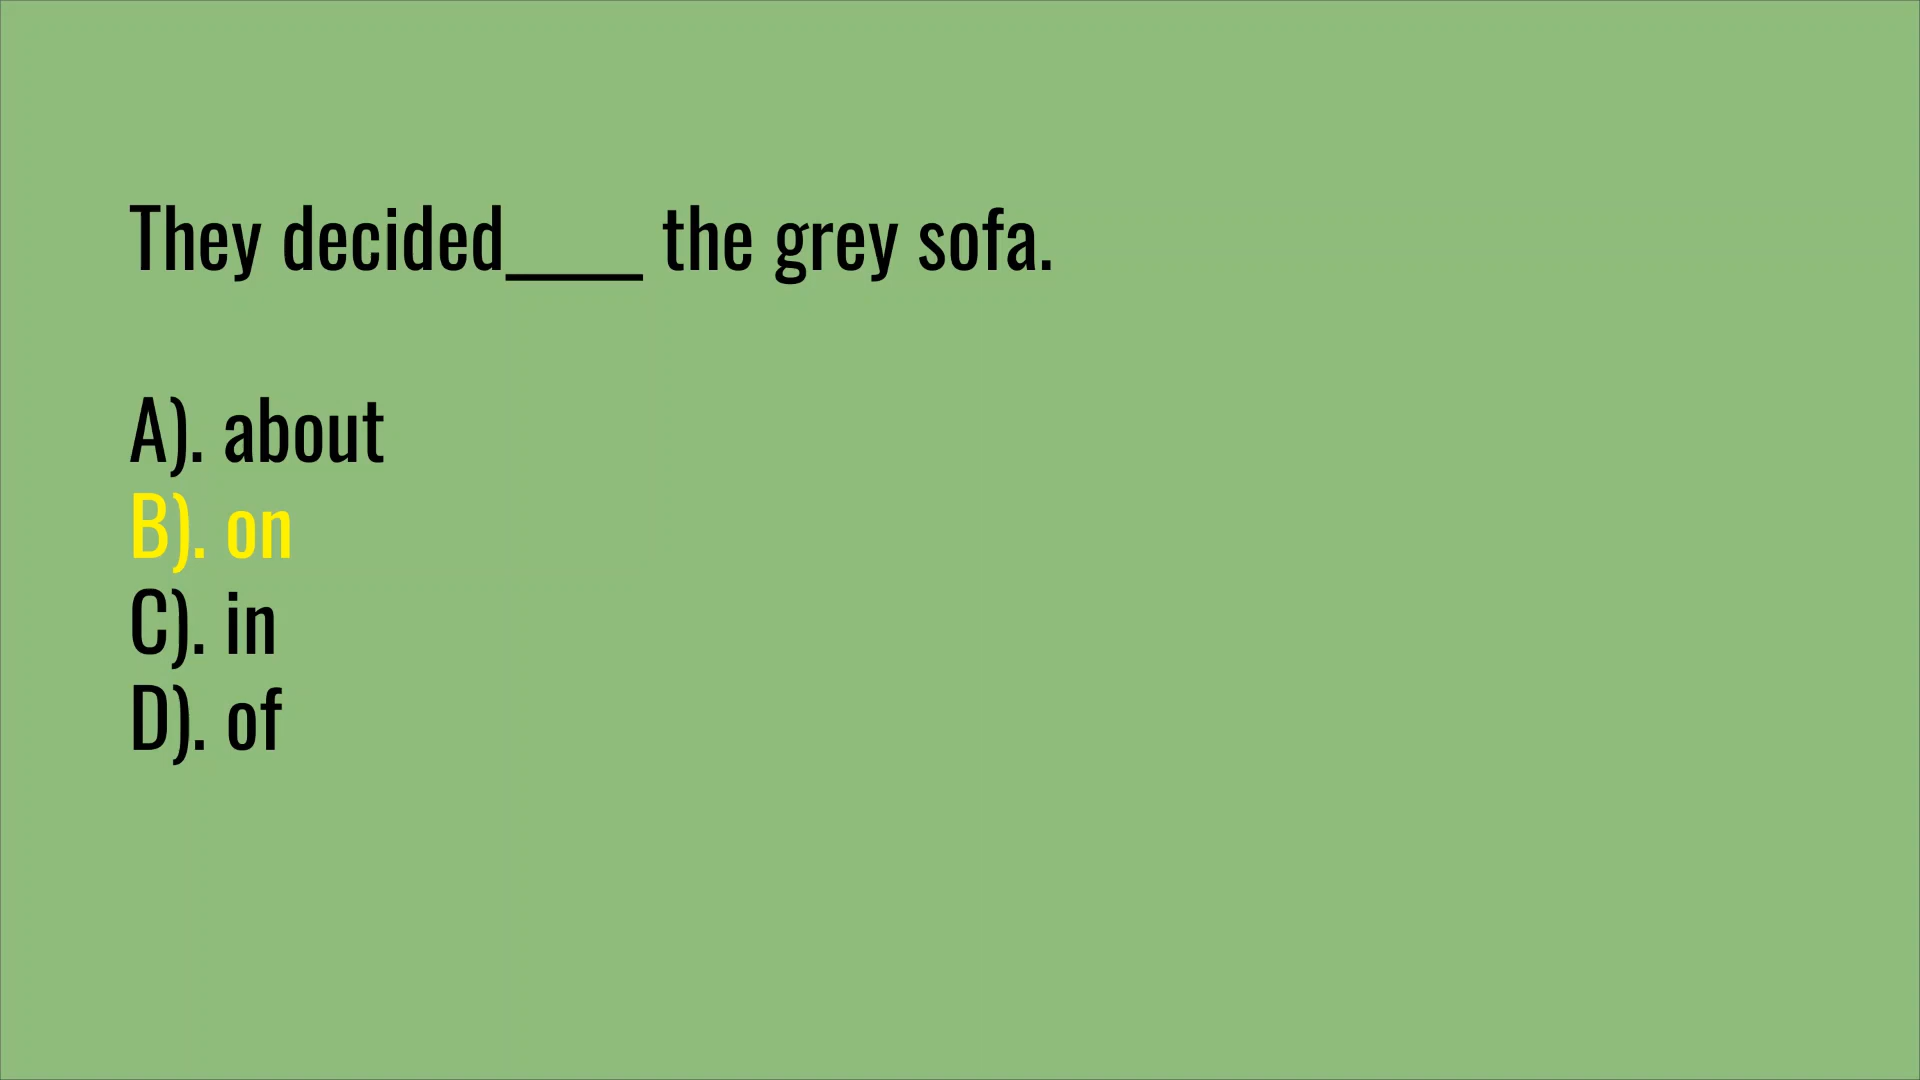 They decided____ the grey sofa.
A). about
B). on
C). in
D). of